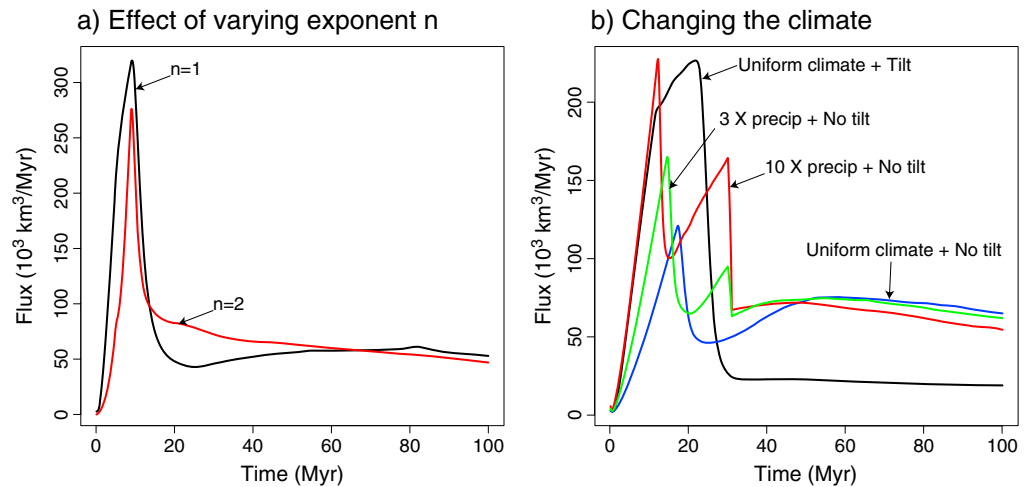 a) Effect of varying exponent n
n=1
n=2
0
50
100
150
200
250
300
Flux (10³ km³/Myr)
0
20
40
60
80
100
Time (Myr)
b) Changing the climate
Uniform climate + Tilt
3 X precip + No tilt
10 X precip + No tilt
Uniform climate + No tilt
0
50
100
150
200
Flux (10³ km³/Myr)
0
20
40
60
80
100
Time (Myr)